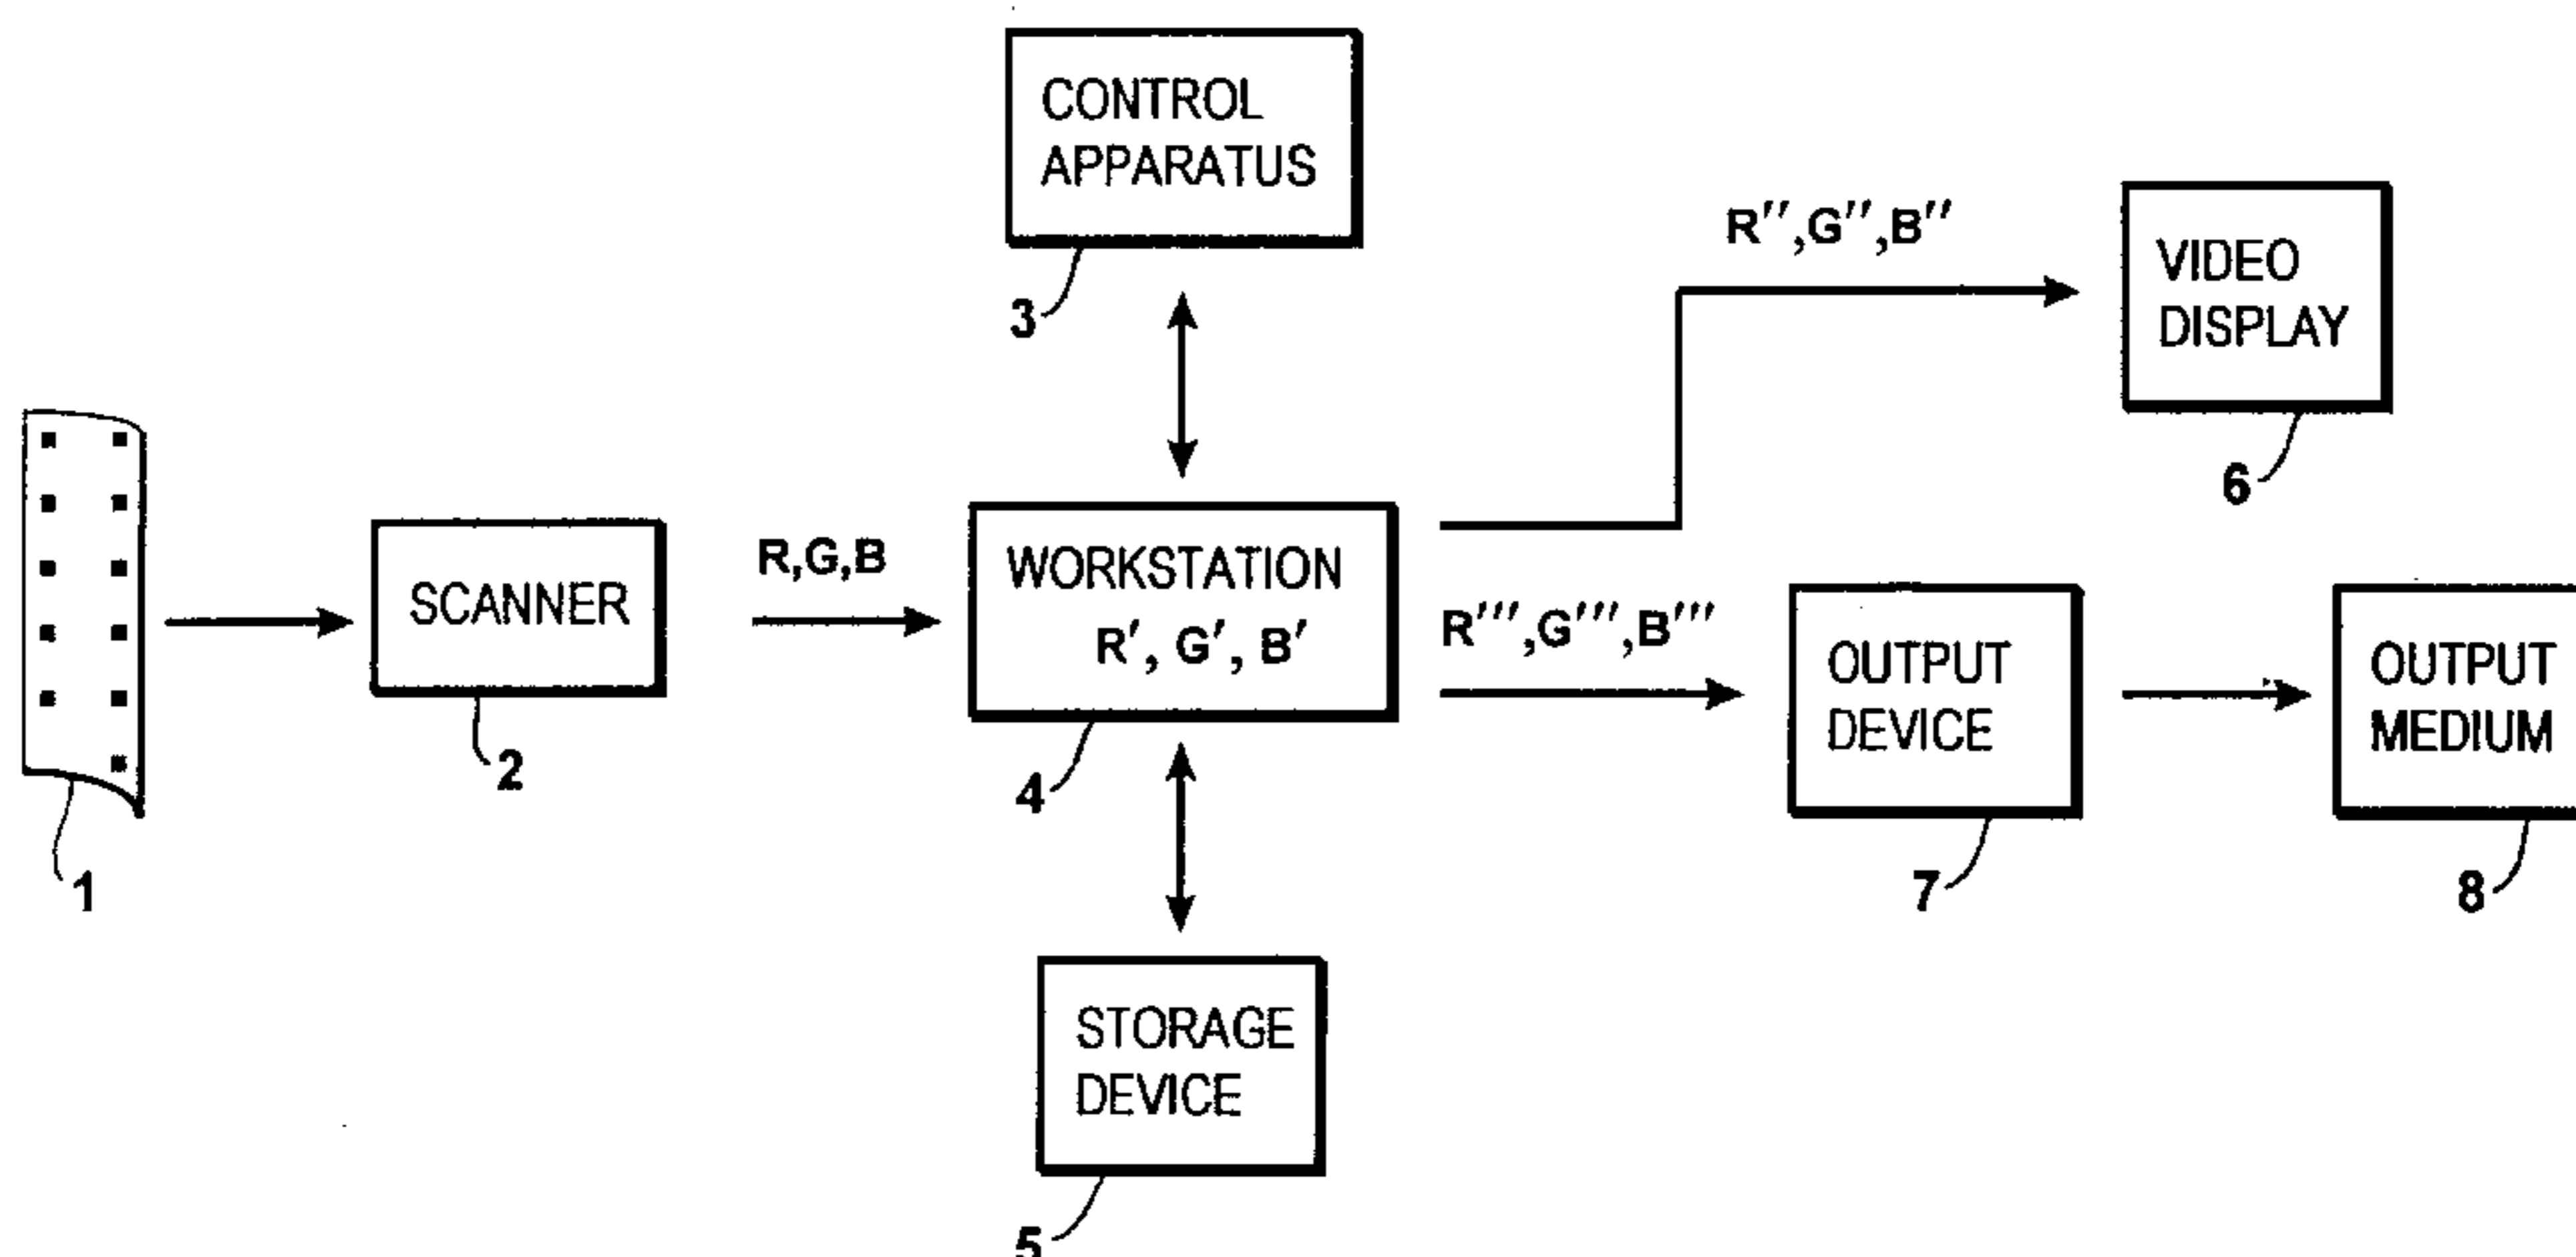 CONTROL
APPARATUS
3
R'',G'',B''
VIDEO
DISPLAY
6
1
SCANNER
2
R,G,B
WORKSTATION
R', G', B'
4
R''',G''',B'''
OUTPUT
DEVICE
7
OUTPUT
MEDIUM
8
STORAGE
DEVICE
5